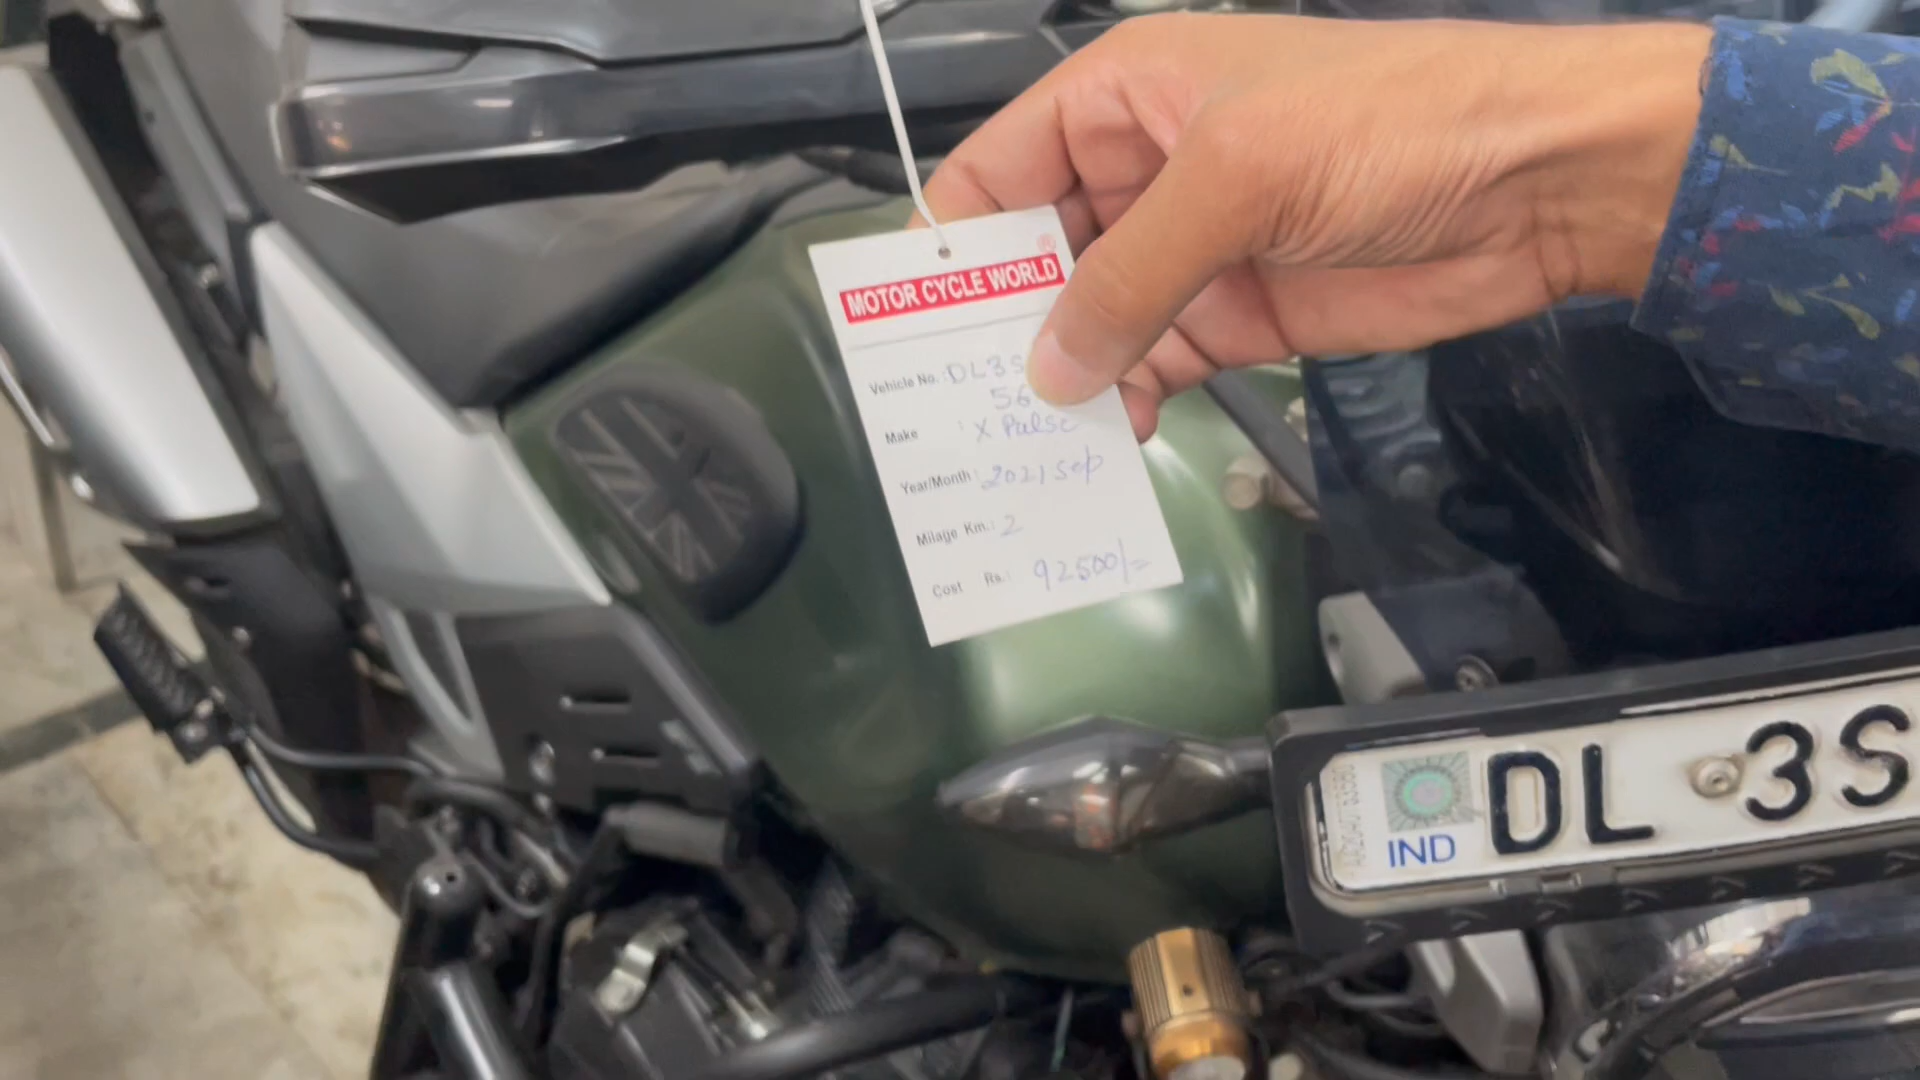 ®
MOTOR CYCLE WORLD
Vehicle No.: DL3S
56
Make : X Pulse
Year/Month : 2021 Sep
Milage Km.: 2
Cost Rs.: 92500/=
IND DL 3S